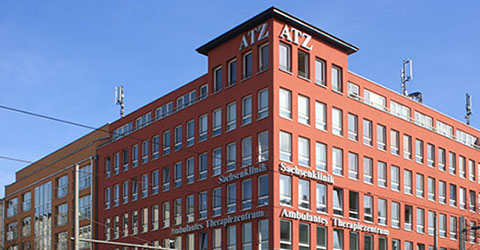 ATZ
ATZ
Sachsenklinik
Sachsenklinik
Ambulantes Therapiezentrum
Ambulantes Therapiezentrum